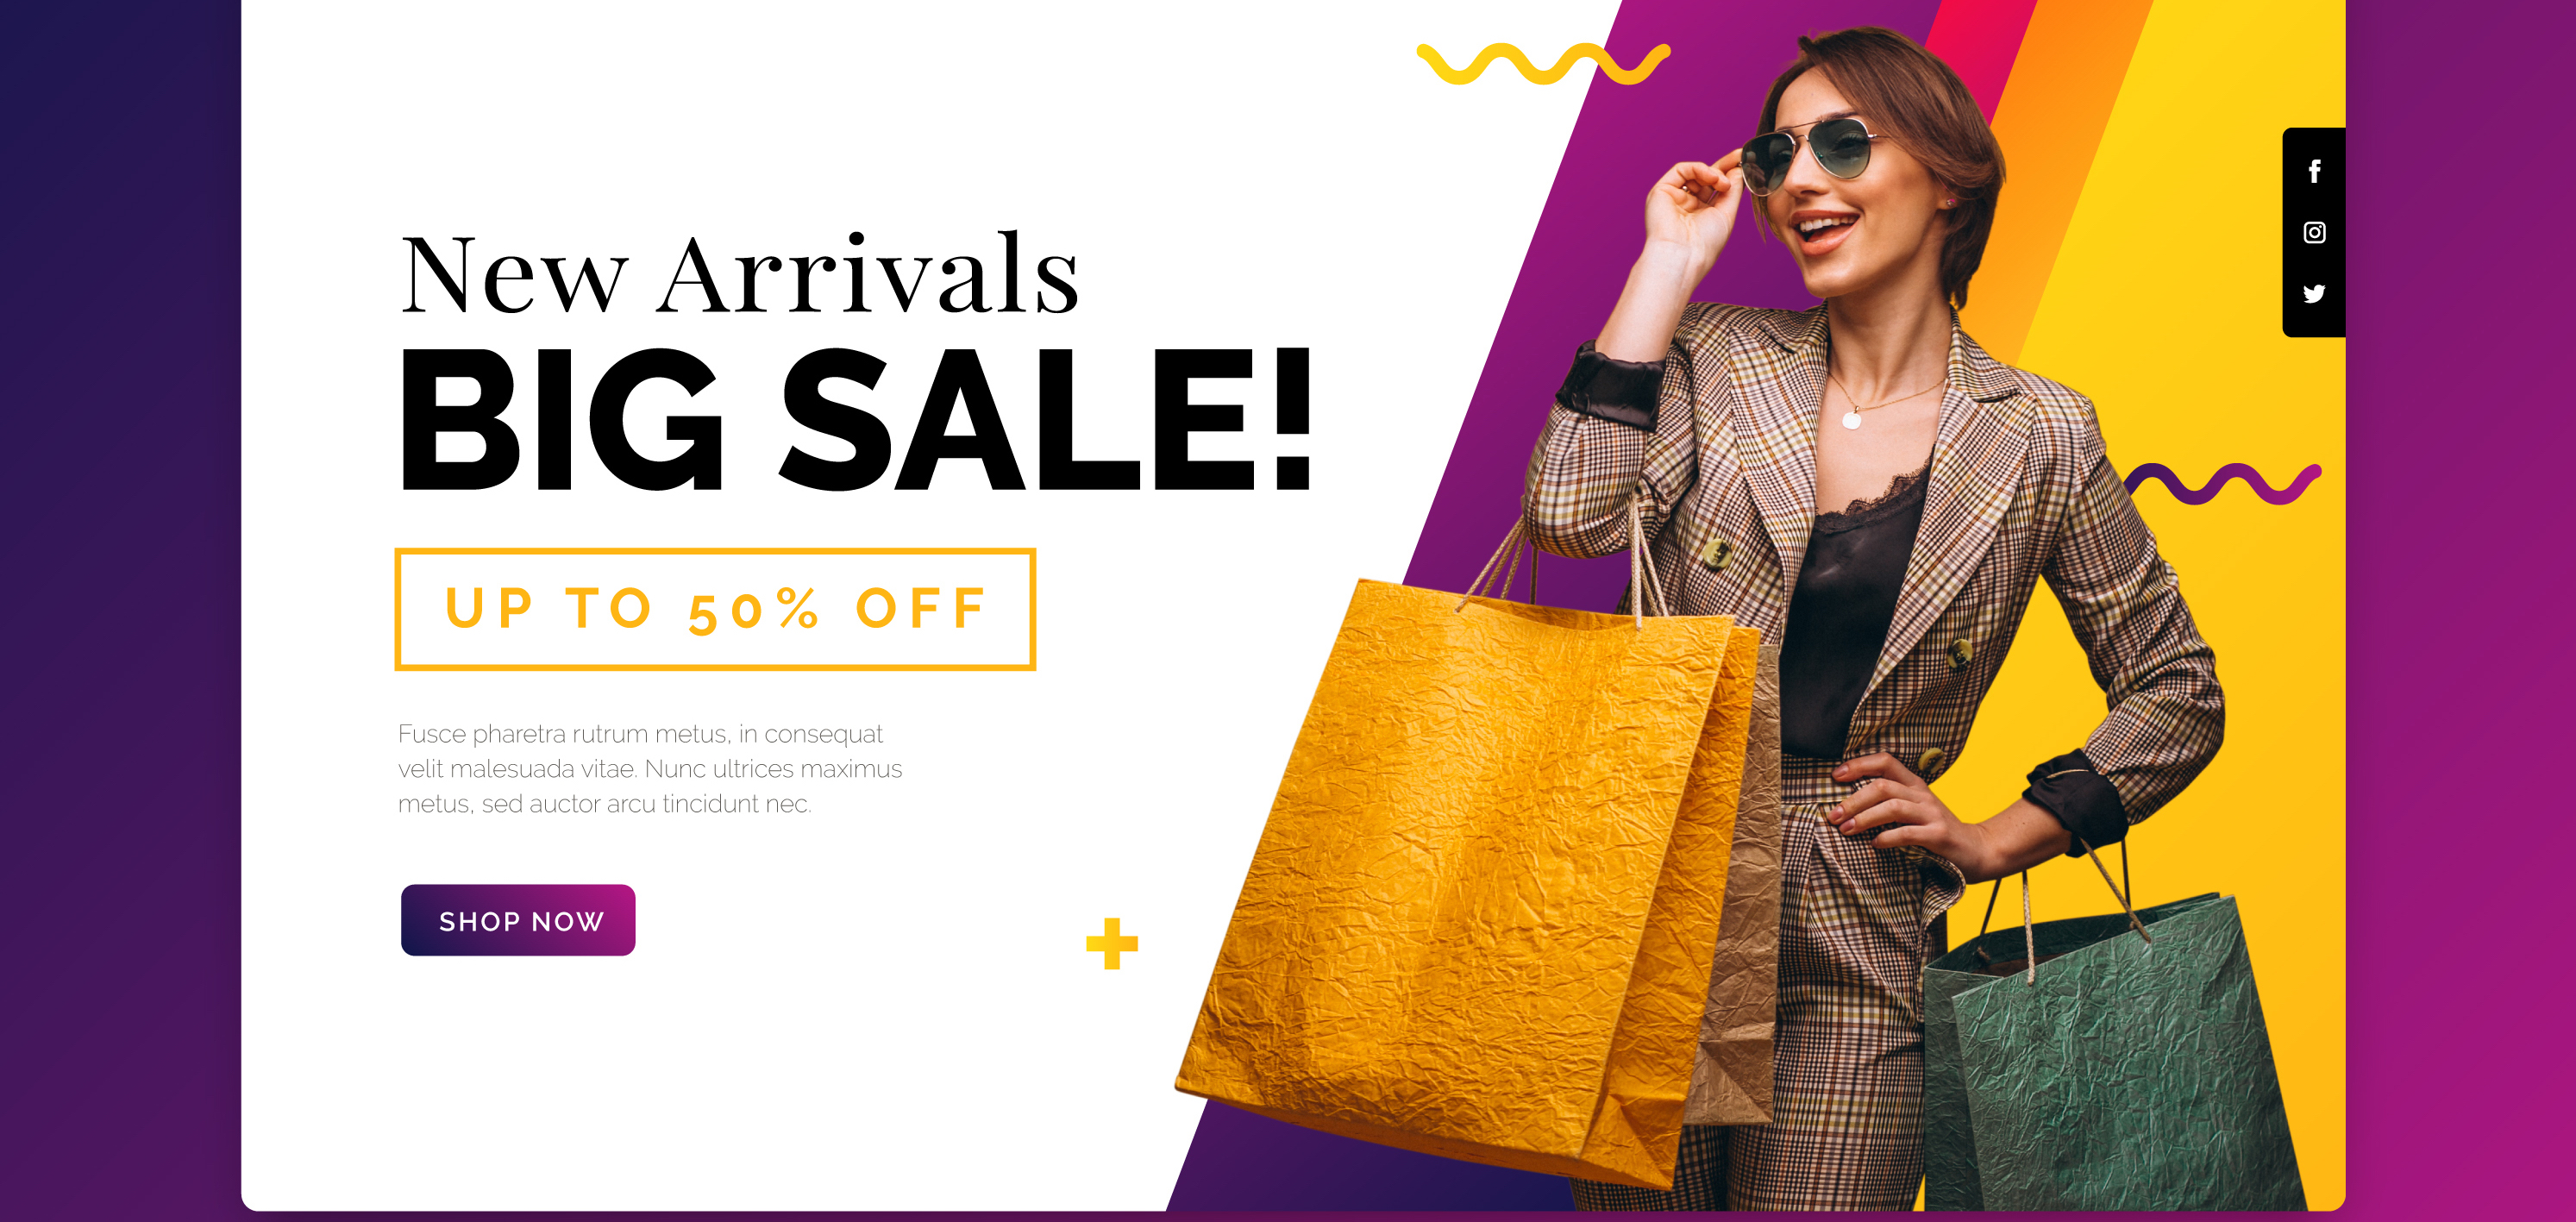 New Arrivals
BIG SALE!
UP TO 50% OFF
Fusce pharetra rutrum metus, in consequat
velit malesuada vitae. Nunc ultrices maximus
metus, sed auctor arcu tincidunt nec.
SHOP NOW